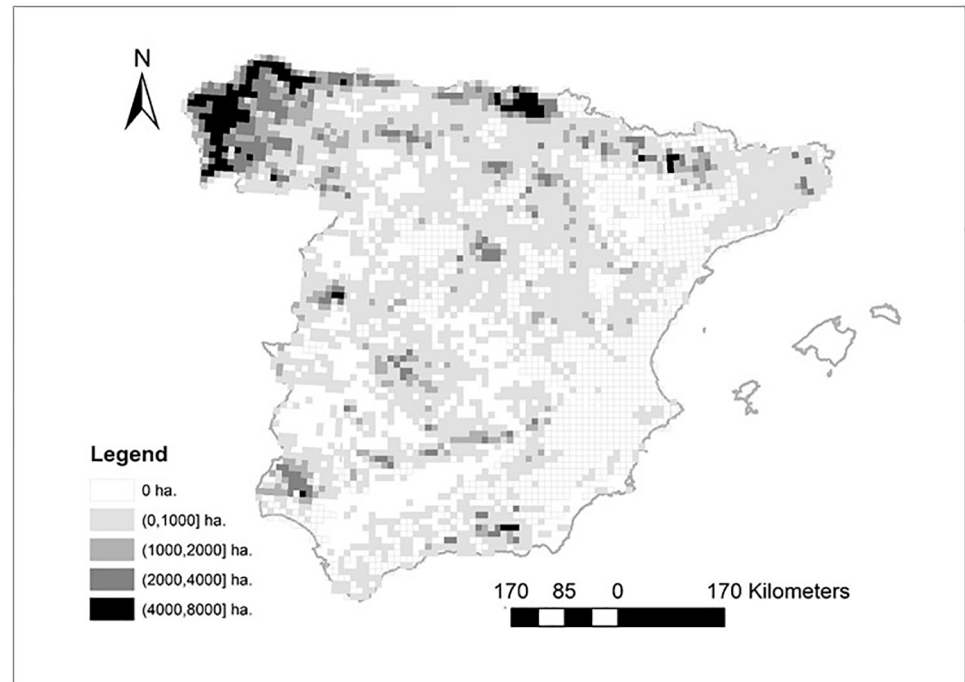 N
Legend
0 ha.
(0,1000] ha.
(1000,2000] ha.
(2000,4000] ha.
(4000,8000] ha.
170 85 0 170 Kilometers